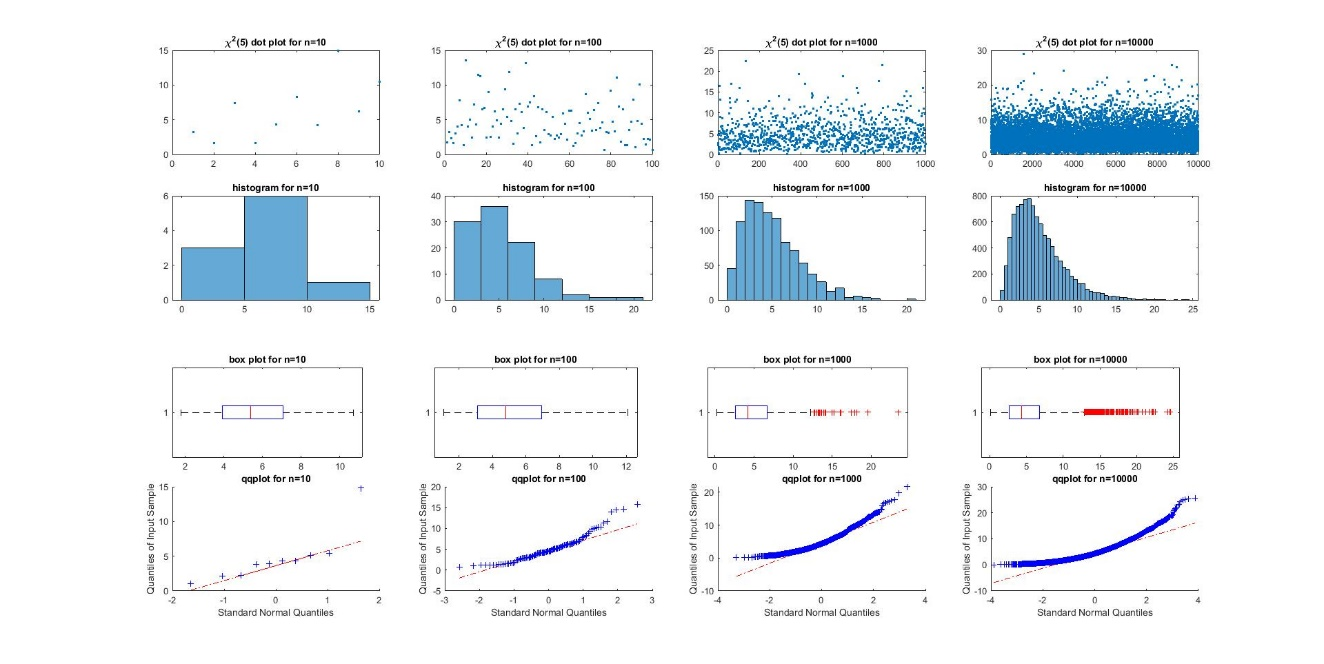 χ²(5) dot plot for n=10
χ²(5) dot plot for n=100
χ²(5) dot plot for n=1000
χ²(5) dot plot for n=10000
15
10
5
0
0 2 4 6 8 10
15
10
5
0
0 20 40 60 80 100
25
20
15
10
5
0
0 200 400 600 800 1000
30
20
10
0
0 2000 4000 6000 8000 10000
histogram for n=10
histogram for n=100
histogram for n=1000
histogram for n=10000
6
4
2
0
0 5 10 15
40
30
20
10
0
0 5 10 15 20
150
100
50
0
0 5 10 15 20
800
600
400
200
0
0 5 10 15 20 25
box plot for n=10
box plot for n=100
box plot for n=1000
box plot for n=10000
1
2 4 6 8 10
1
2 4 6 8 10 12
1
0 5 10 15 20
1
0 5 10 15 20 25
qqplot for n=10
qqplot for n=100
qqplot for n=1000
qqplot for n=10000
Quantiles of Input Sample
15
10
5
0
-2 -1 0 1 2
Standard Normal Quantiles
Quantiles of Input Sample
20
15
10
5
0
-5
-3 -2 -1 0 1 2 3
Standard Normal Quantiles
Quantiles of Input Sample
20
10
0
-10
-4 -2 0 2 4
Standard Normal Quantiles
Quantiles of Input Sample
30
20
10
0
-10
-4 -2 0 2 4
Standard Normal Quantiles